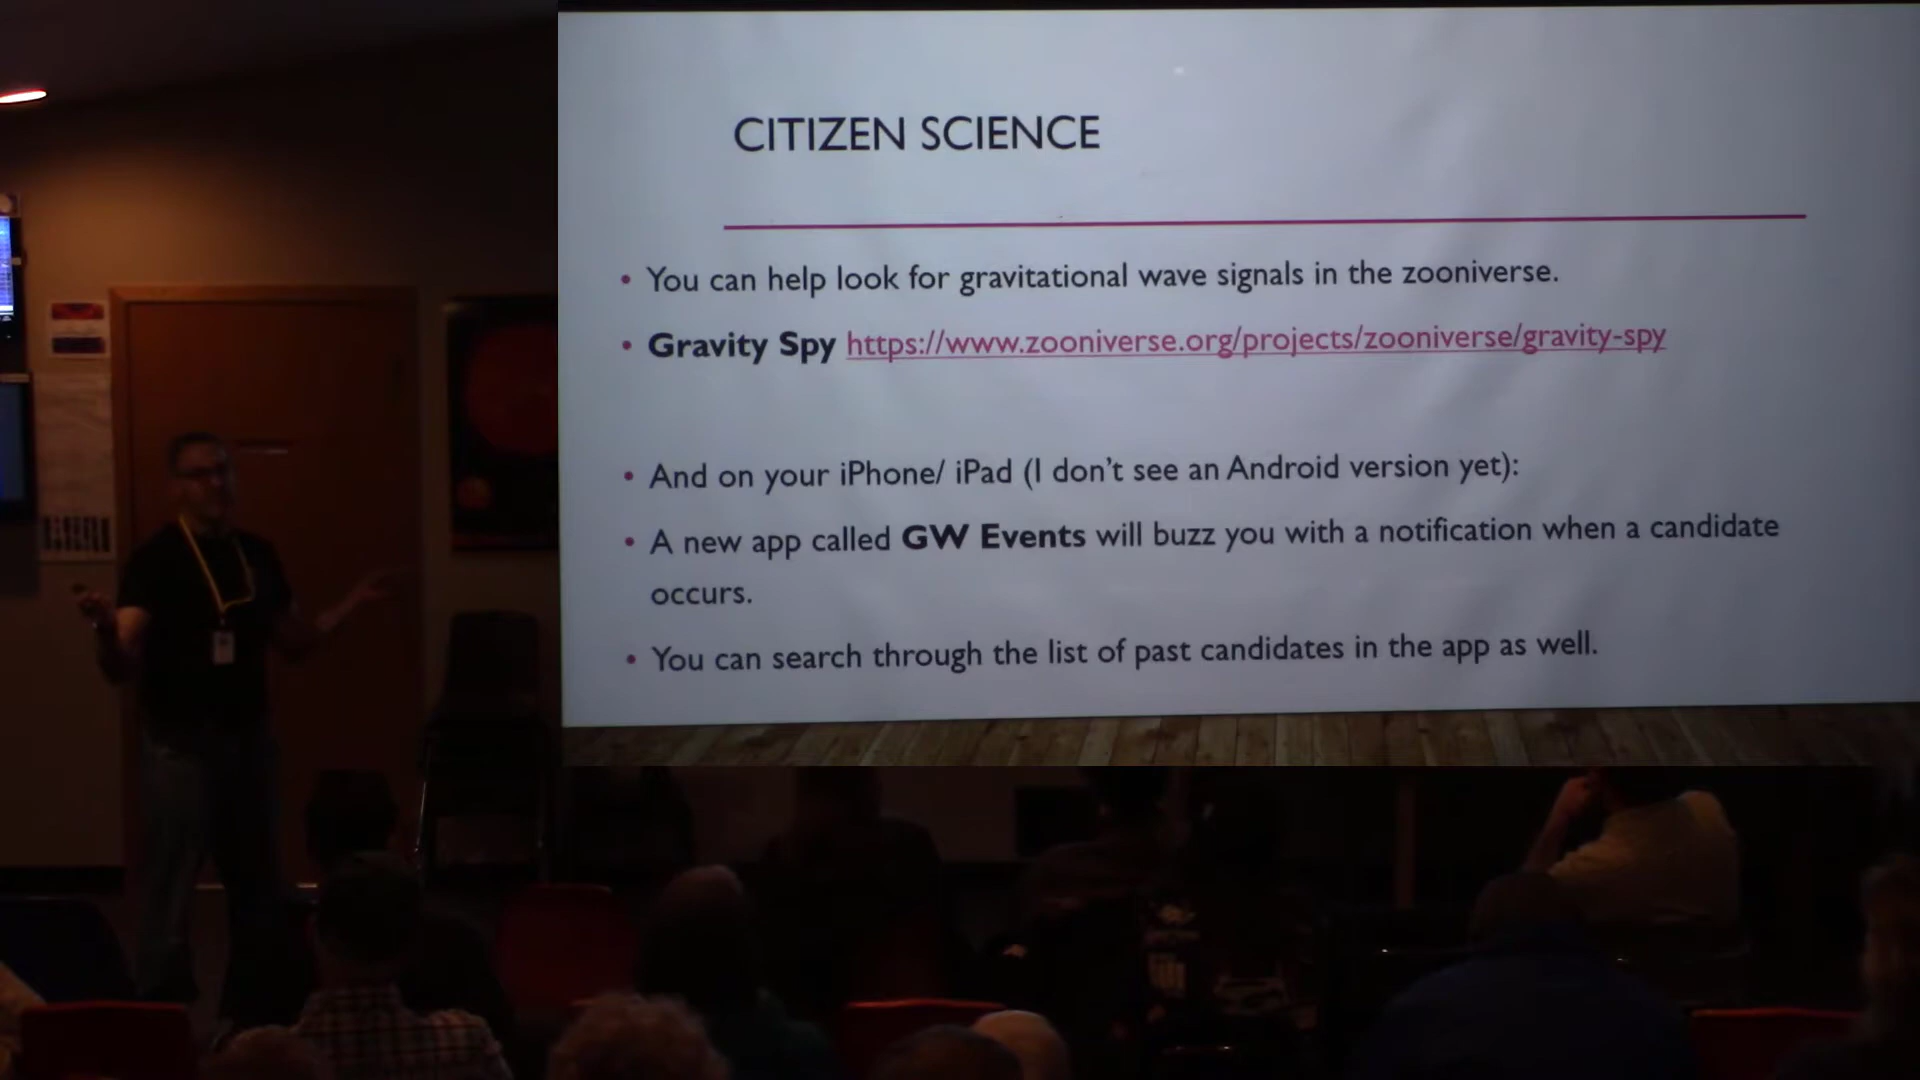 CITIZEN SCIENCE
• You can help look for gravitational wave signals in the zooniverse.
• Gravity Spy https://www.zooniverse.org/projects/zooniverse/gravity-spy
• And on your iPhone/ iPad (I don't see an Android version yet):
• A new app called GW Events will buzz you with a notification when a candidate
occurs.
• You can search through the list of past candidates in the app as well.